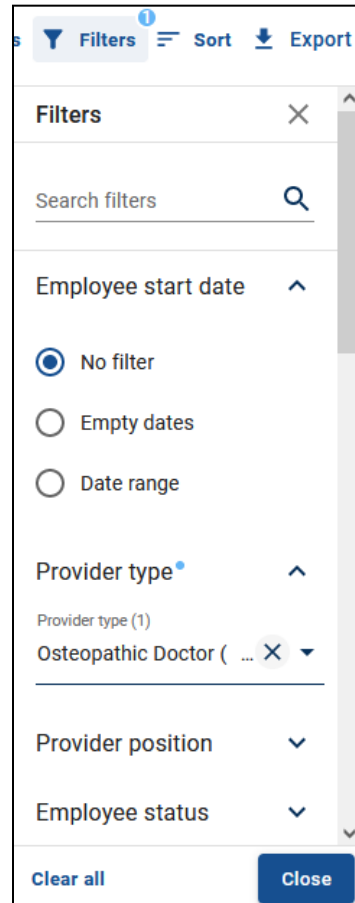 s Filters 1 Sort Export
Filters
Search filters
Employee start date
No filter
Empty dates
Date range
Provider type
Provider type (1)
Osteopathic Doctor ( ...
Provider position
Employee status
Clear all Close